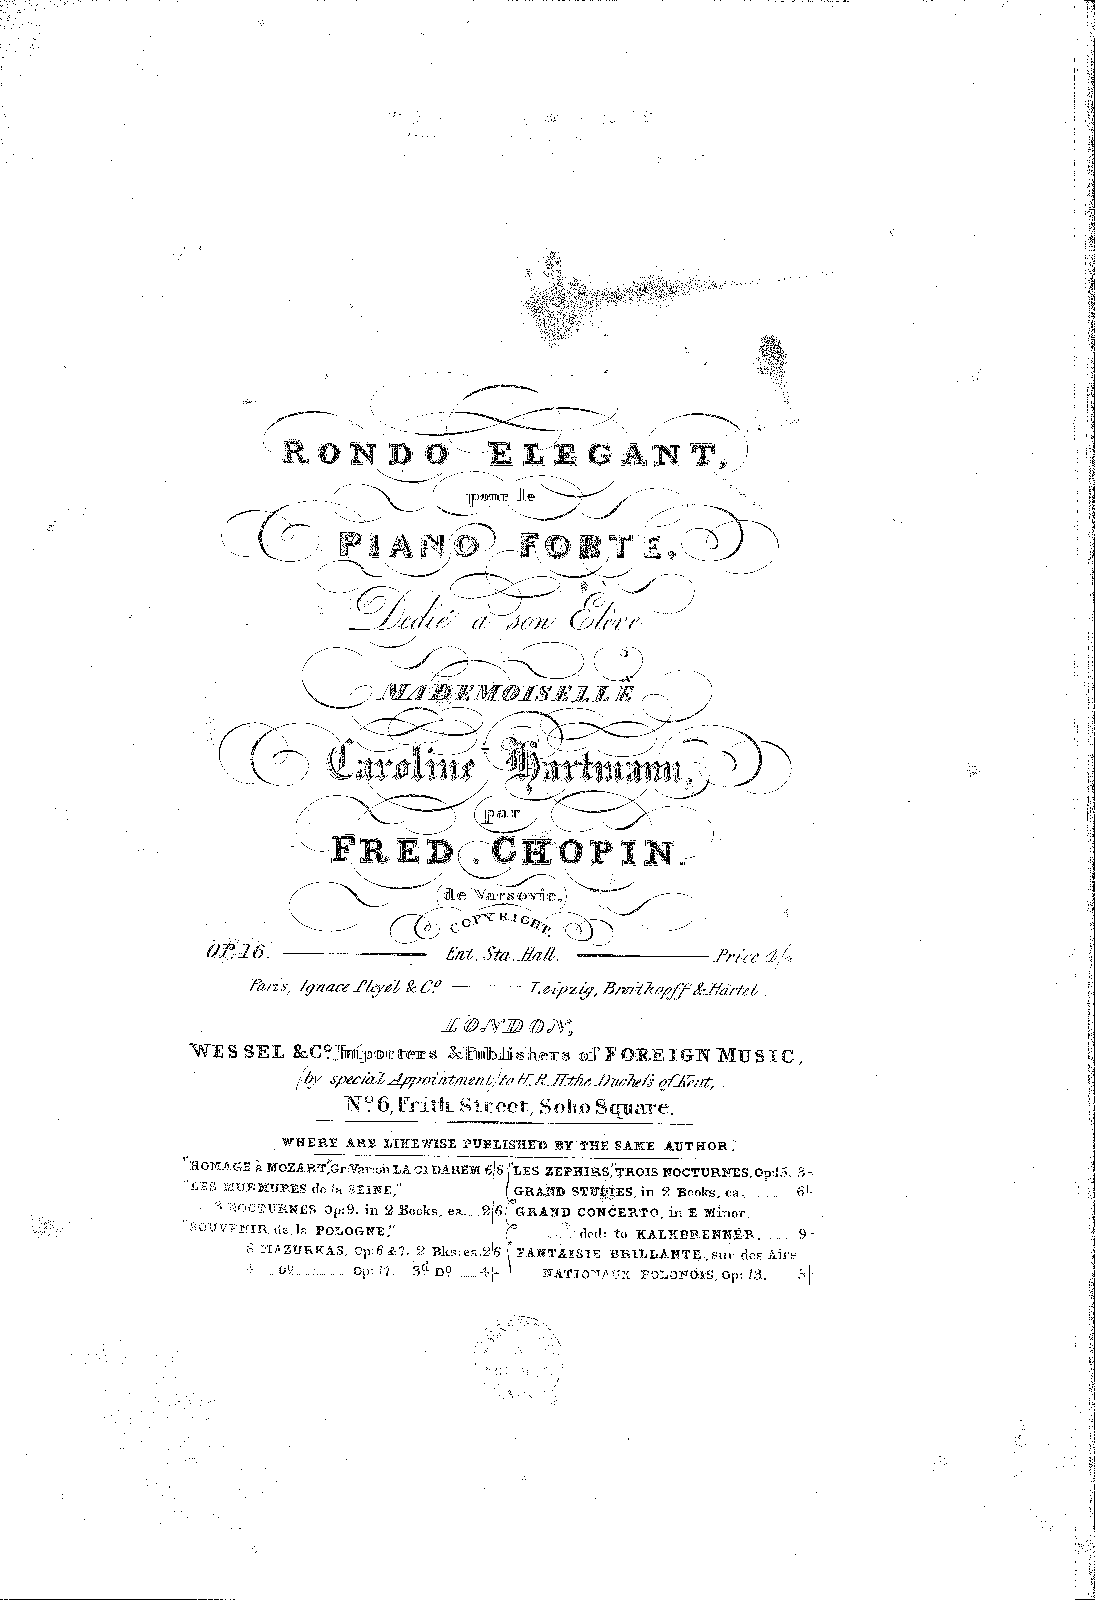 RONDO ELEGANT,
pour le
PIANO FORTE,
Dedié à son Élève
MADEMOISELLE
Caroline Hartmann,
par
FRED. CHOPIN.
(de Varsovie.)
COPYRIGHT.
OP. 16. Ent. Sta. Hall. Price 4/-
Paris, Ignace Pleyel & Co. Leipzig, Breitkopff & Härtel.
LONDON,
WESSEL & Co. Importers & Publishers of FOREIGN MUSIC,
(by special Appointment) to H.R.H. the Duchess of Kent,
No. 6, Frith Street, Soho Square.
WHERE ARE LIKEWISE PUBLISHED BY THE SAME AUTHOR.
"HOMAGE à MOZART," Gr. Var: on LA CI DAREM 6/6
"LES MURMURES de la SEINE,"
3 NOCTURNES Op: 9. in 2 Books, ea. 2/6
"SOUVENIR de la POLOGNE,"
8 MAZURKAS, Op: 6 & 7. 2 Bks: ea. 2/6
4 Do. Op: 17. 3d Do. 4/-
"LES ZEPHIRS," TROIS NOCTURNES, Op: 15. 3-
GRAND STUDIES, in 2 Books, ea. 6/-
GRAND CONCERTO, in E Minor,
ded: to KALKBRENNER. 9-
FANTAISIE BRILLANTE, sur des Airs
NATIONAUX POLONOIS, Op: 13. 5/-